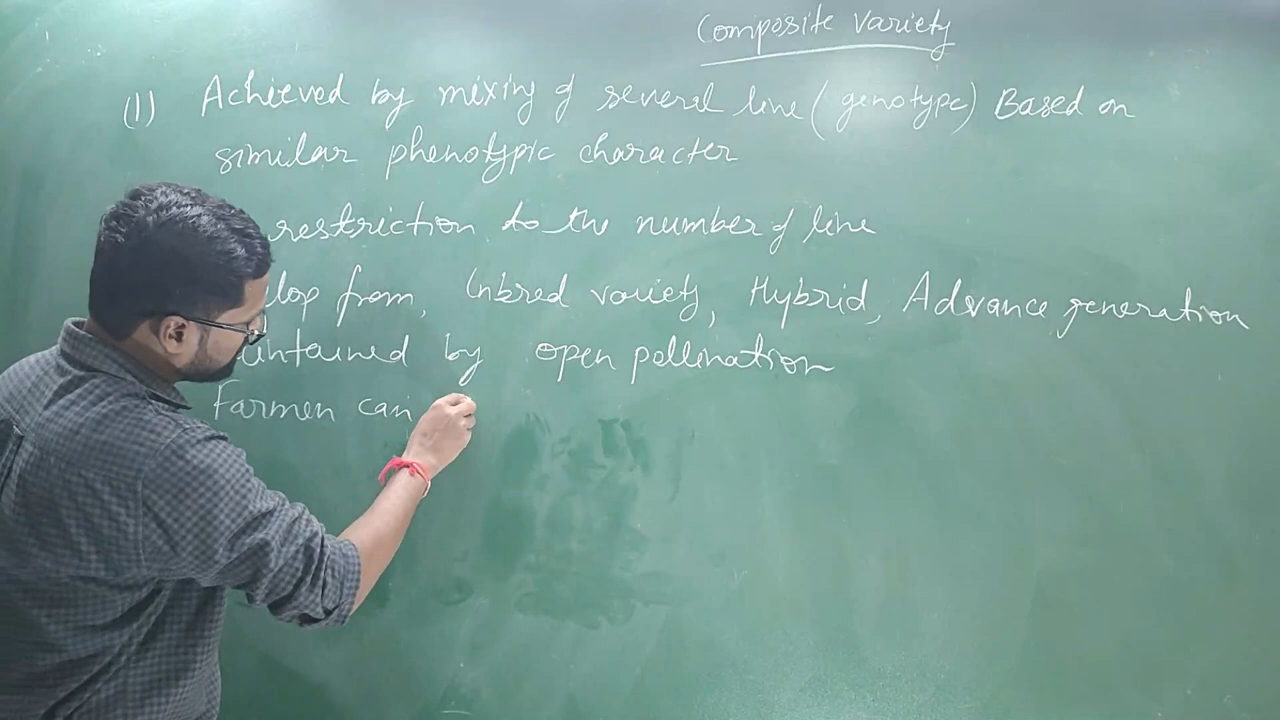 Composite Variety
(1) Achieved by mixing of several line (genotype) Based on
similar phenotypic character
restriction to the number of line
lop from, Inbred variety, Hybrid, Advance generation
intained by open pollination
Farmer can